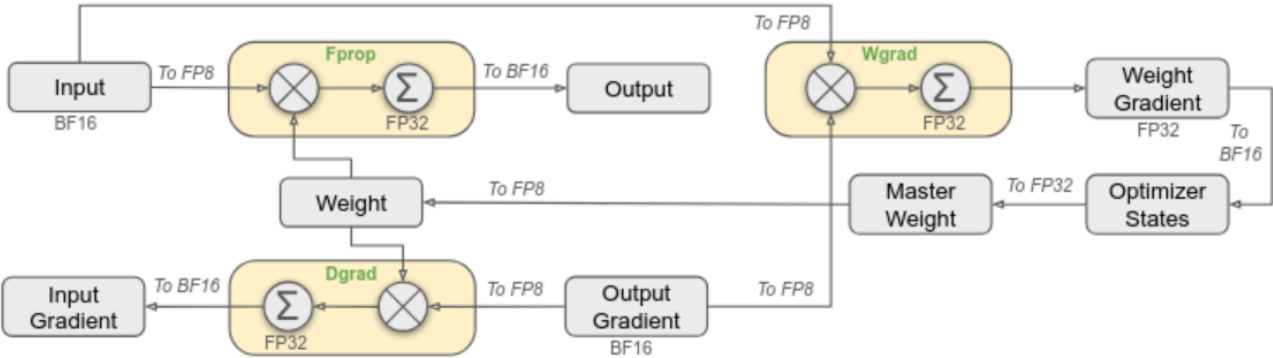 To FP8
Fprop
Wgrad
Input
To FP8
Σ
To BF16
Output
Σ
Weight
Gradient
BF16
FP32
FP32
FP32
To
BF16
Weight
To FP8
Master
Weight
To FP32
Optimizer
States
Dgrad
Input
Gradient
To BF16
Σ
To FP8
Output
Gradient
To FP8
FP32
BF16